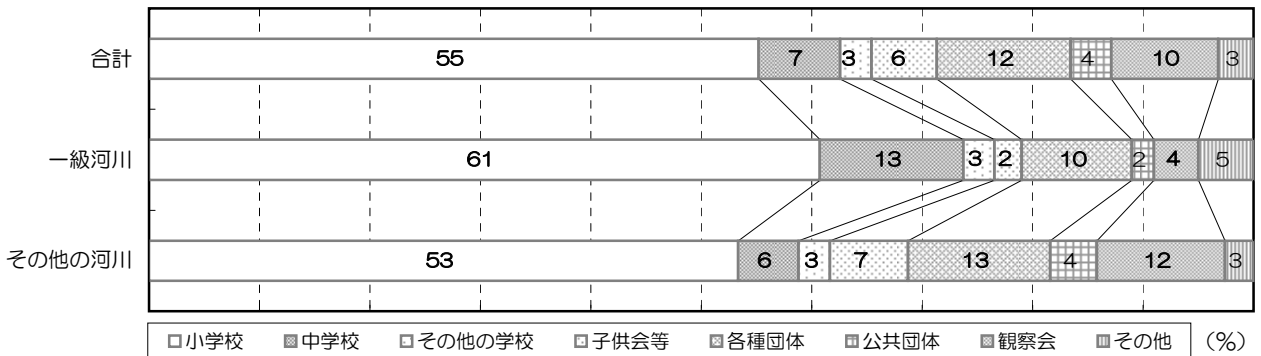 合計 55 7 3 6 12 4 10 3
一級河川 61 13 3 2 10 2 4 5
その他の河川 53 6 3 7 13 4 12 3
小学校 中学校 その他の学校 子供会等 各種団体 公共団体 観察会 その他 (%)